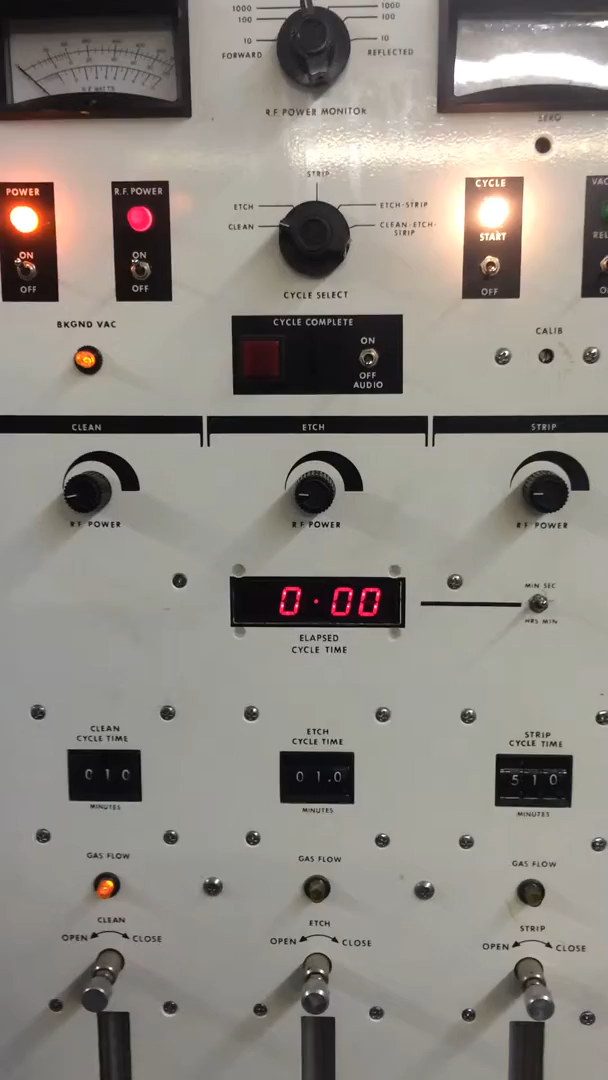 1000
1000
100
100
10
10
FORWARD
REFLECTED
R.F. WATTS
R.F. POWER MONITOR
ZERO
STRIP
POWER
R.F. POWER
CYCLE
ETCH
ETCH-STRIP
CLEAN
CLEAN-ETCH-
STRIP
START
ON
ON
OFF
OFF
OFF
CYCLE SELECT
BKGND VAC
CYCLE COMPLETE
ON
OFF
AUDIO
CALIB
CLEAN
ETCH
STRIP
R.F. POWER
R.F. POWER
R.F. POWER
0·00
MIN SEC
HRS MIN
ELAPSED
CYCLE TIME
CLEAN
CYCLE TIME
ETCH
CYCLE TIME
STRIP
CYCLE TIME
0 1 0
0 1.0
5 1 0
MINUTES
MINUTES
MINUTES
GAS FLOW
GAS FLOW
GAS FLOW
CLEAN
ETCH
STRIP
OPEN
CLOSE
OPEN
CLOSE
OPEN
CLOSE